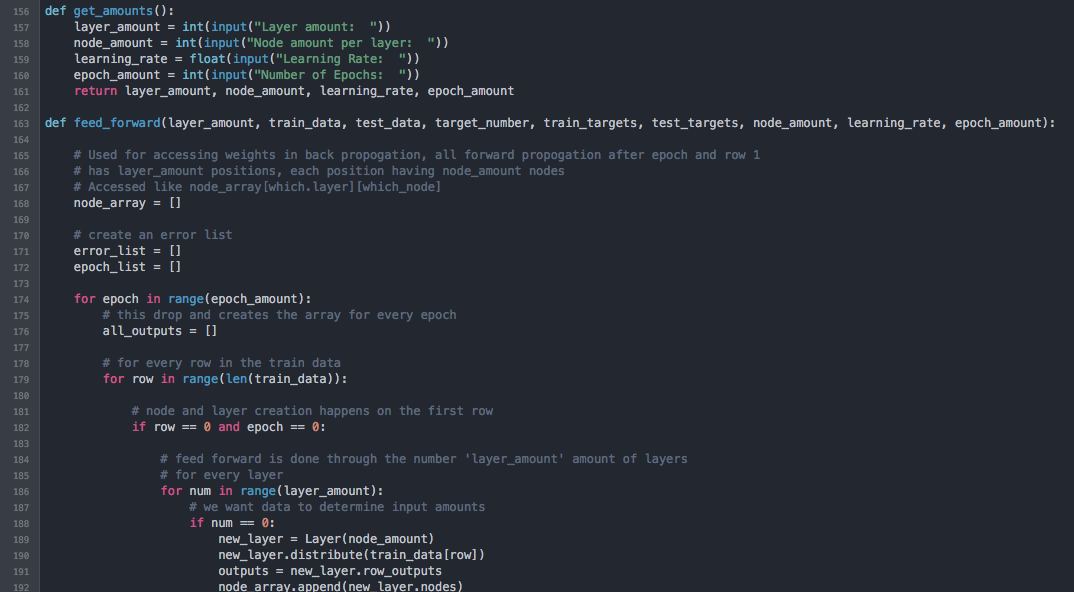 156 def get_amounts():
157     layer_amount = int(input("Layer amount:  "))
158     node_amount = int(input("Node amount per layer:  "))
159     learning_rate = float(input("Learning Rate:  "))
160     epoch_amount = int(input("Number of Epochs:  "))
161     return layer_amount, node_amount, learning_rate, epoch_amount
162
163 def feed_forward(layer_amount, train_data, test_data, target_number, train_targets, test_targets, node_amount, learning_rate, epoch_amount):
164
165     # Used for accessing weights in back propogation, all forward propogation after epoch and row 1
166     # has layer_amount positions, each position having node_amount nodes
167     # Accessed like node_array[which.layer][which_node]
168     node_array = []
169
170     # create an error list
171     error_list = []
172     epoch_list = []
173
174     for epoch in range(epoch_amount):
175         # this drop and creates the array for every epoch
176         all_outputs = []
177
178         # for every row in the train data
179         for row in range(len(train_data)):
180
181             # node and layer creation happens on the first row
182             if row == 0 and epoch == 0:
183
184                 # feed forward is done through the number 'layer_amount' amount of layers
185                 # for every layer
186                 for num in range(layer_amount):
187                     # we want data to determine input amounts
188                     if num == 0:
189                         new_layer = Layer(node_amount)
190                         new_layer.distribute(train_data[row])
191                         outputs = new_layer.row_outputs
192                         node_array.append(new_layer.nodes)